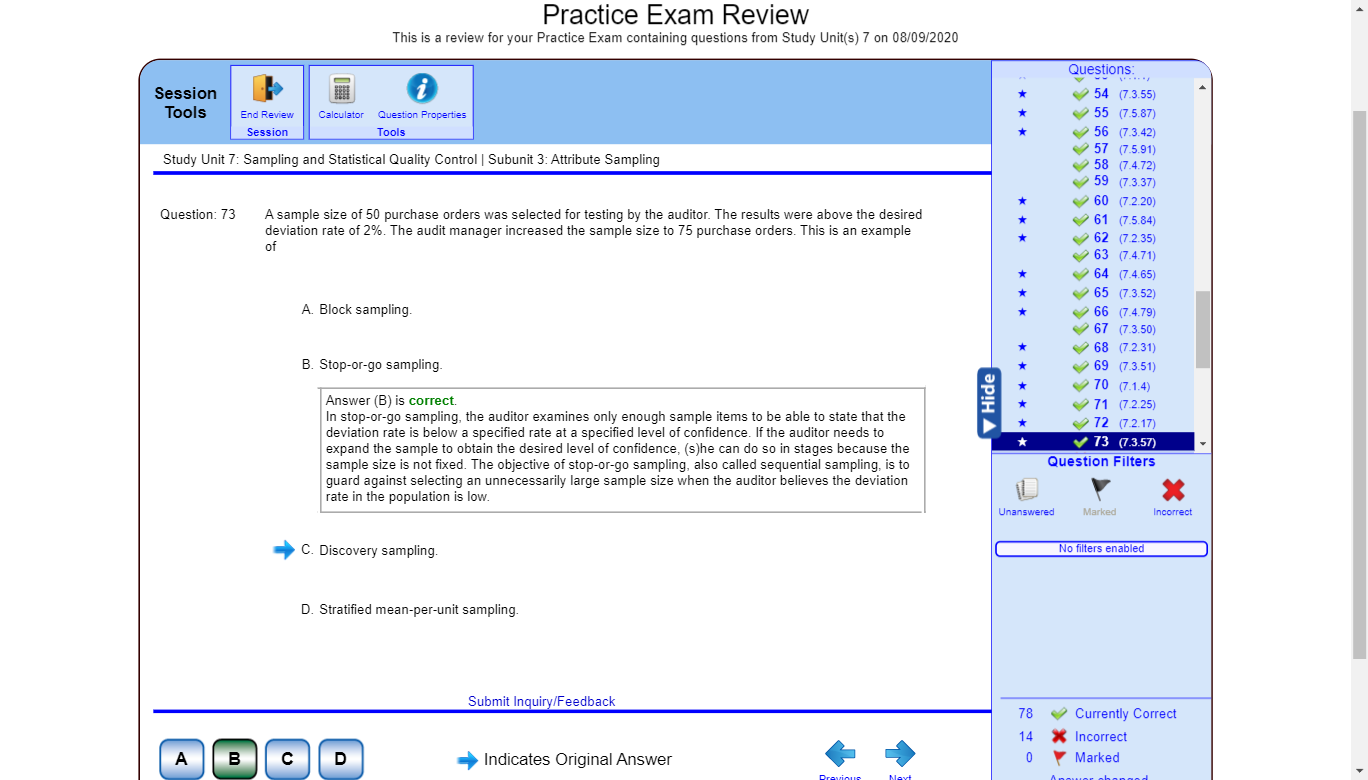 Practice Exam Review
This is a review for your Practice Exam containing questions from Study Unit(s) 7 on 08/09/2020
Session
Tools
End Review
Session
Calculator
Question Properties
Tools
Study Unit 7: Sampling and Statistical Quality Control | Subunit 3: Attribute Sampling
Question: 73
A sample size of 50 purchase orders was selected for testing by the auditor. The results were above the desired
deviation rate of 2%. The audit manager increased the sample size to 75 purchase orders. This is an example
of
A. Block sampling.
B. Stop-or-go sampling.
Answer (B) is correct.
In stop-or-go sampling, the auditor examines only enough sample items to be able to state that the
deviation rate is below a specified rate at a specified level of confidence. If the auditor needs to
expand the sample to obtain the desired level of confidence, (s)he can do so in stages because the
sample size is not fixed. The objective of stop-or-go sampling, also called sequential sampling, is to
guard against selecting an unnecessarily large sample size when the auditor believes the deviation
rate in the population is low.
C. Discovery sampling.
D. Stratified mean-per-unit sampling.
Submit Inquiry/Feedback
A B C D
Indicates Original Answer
Previous
Next
Questions:
54 (7.3.55)
55 (7.5.87)
56 (7.3.42)
57 (7.5.91)
58 (7.4.72)
59 (7.3.37)
60 (7.2.20)
61 (7.5.84)
62 (7.2.35)
63 (7.4.71)
64 (7.4.65)
65 (7.3.52)
66 (7.4.79)
67 (7.3.50)
68 (7.2.31)
69 (7.3.51)
70 (7.1.4)
71 (7.2.25)
72 (7.2.17)
73 (7.3.57)
Hide
Question Filters
Unanswered
Marked
Incorrect
No filters enabled
78 Currently Correct
14 Incorrect
0 Marked
Answer changed